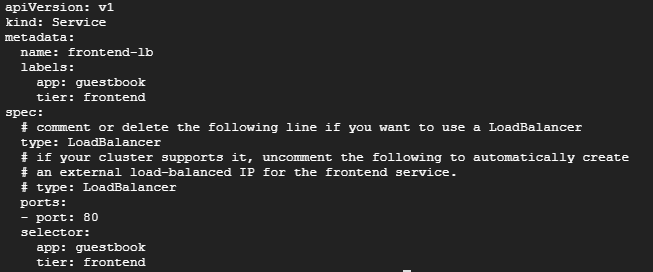 apiVersion: v1
kind: Service
metadata:
  name: frontend-lb
  labels:
    app: guestbook
    tier: frontend
spec:
  # comment or delete the following line if you want to use a LoadBalancer
  type: LoadBalancer
  # if your cluster supports it, uncomment the following to automatically create
  # an external load-balanced IP for the frontend service.
  # type: LoadBalancer
  ports:
  - port: 80
  selector:
    app: guestbook
    tier: frontend